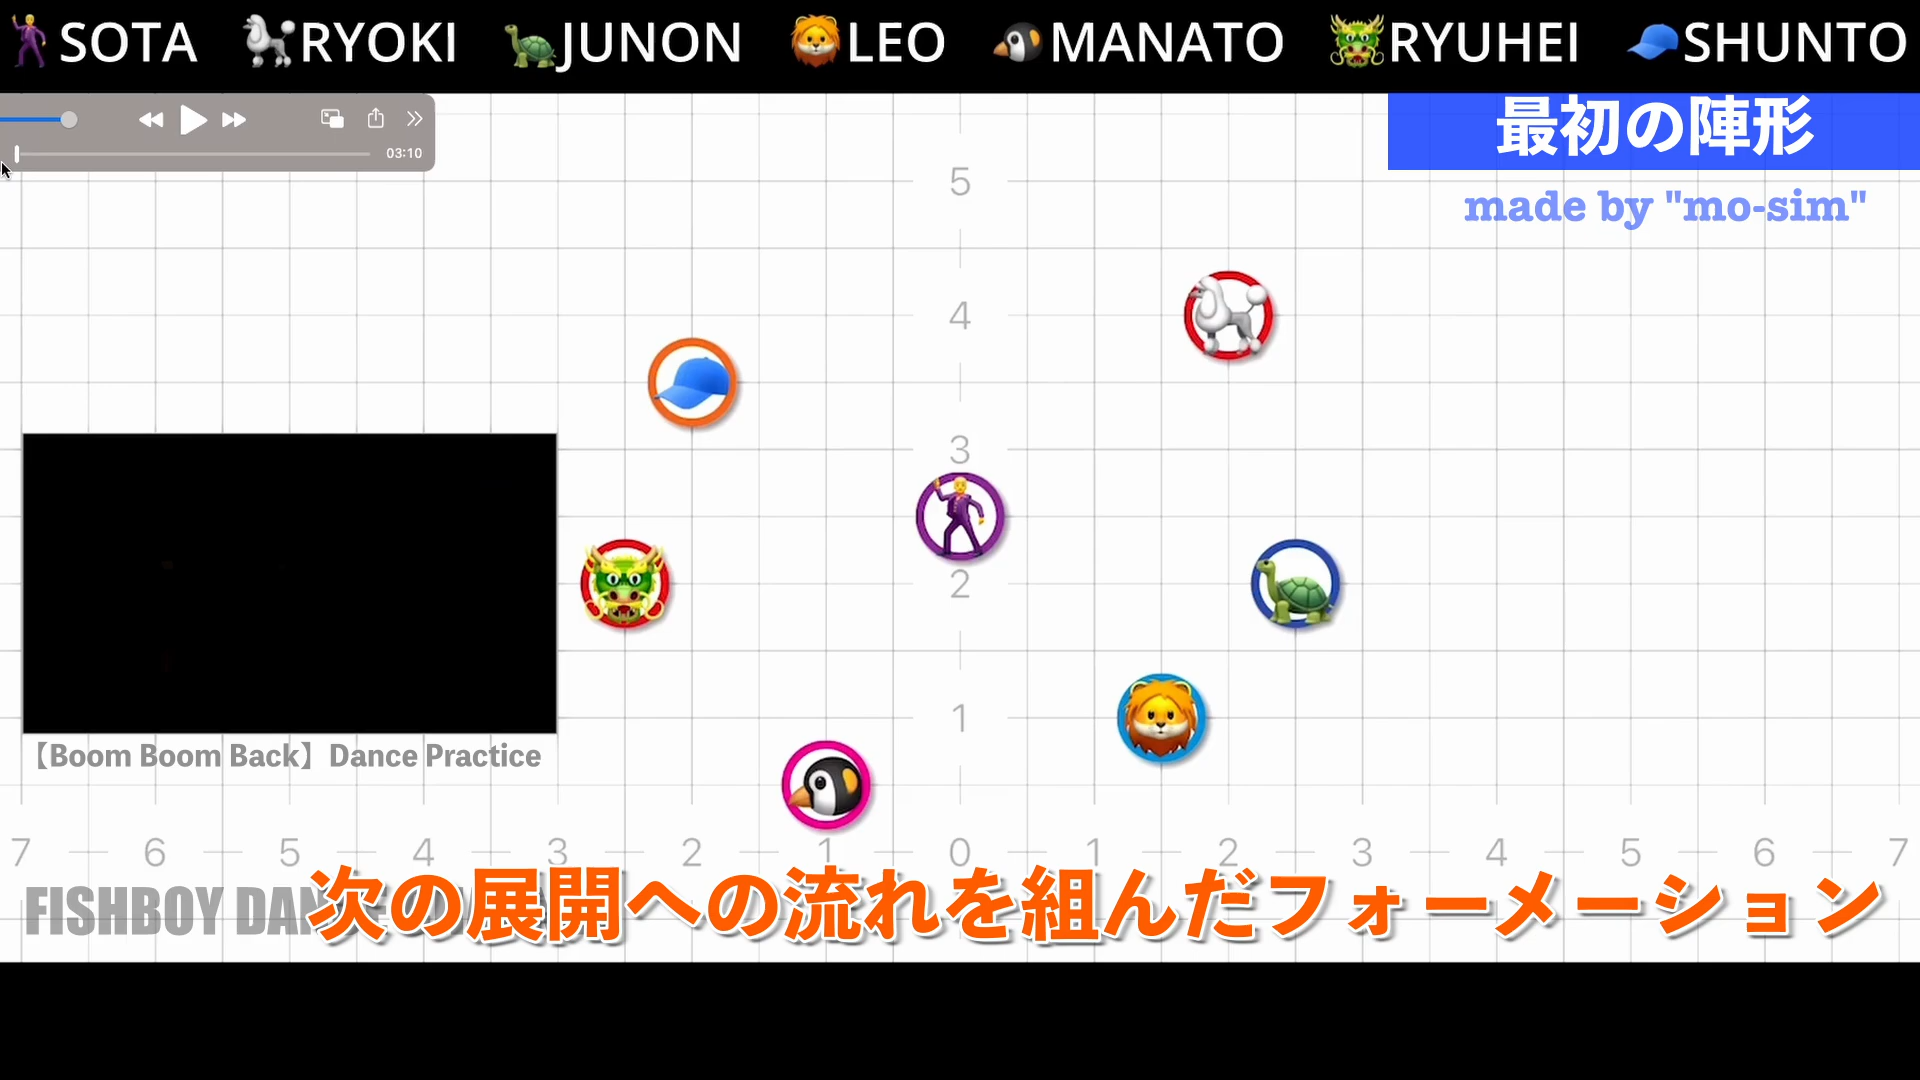 SOTA RYOKI JUNON LEO MANATO RYUHEI SHUNTO
最初の陣形
03:10
made by "mo-sim"
5
4
3
2
1
【Boom Boom Back】Dance Practice
7 6 5 4 3 2 1 0 1 2 3 4 5 6 7
FISHBOY
次の展開への流れを組んだフォーメーション